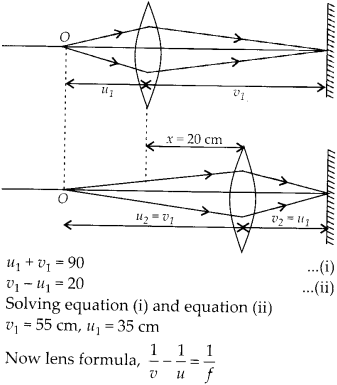 O
u₁ v₁
x = 20 cm
O
u₂ = v₁ v₂ = u₁
u₁ + v₁ = 90 ...(i)
v₁ – u₁ = 20 ...(ii)
Solving equation (i) and equation (ii)
v₁ = 55 cm, u₁ = 35 cm
Now lens formula, 1/v – 1/u = 1/f